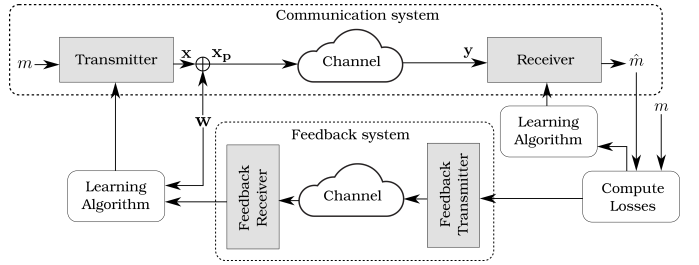 Communication system
m
Transmitter
x
x_p
Channel
y
Receiver
m̂
w
Feedback system
Learning
Algorithm
m
Learning
Algorithm
Feedback
Receiver
Channel
Feedback
Transmitter
Compute
Losses